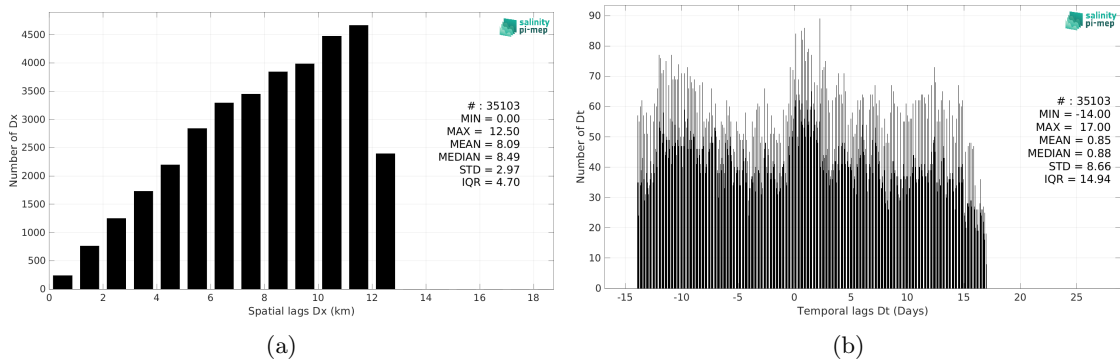 Number of Dx
5000
4500
4000
3500
3000
2500
2000
1500
1000
500
0
0 2 4 6 8 10 12 14 16 18
Spatial lags Dx (km)
salinity
pi-mep
# : 35103
MIN = 0.00
MAX = 12.50
MEAN = 8.09
MEDIAN = 8.49
STD = 2.97
IQR = 4.70
(a)
Number of Dt
90
80
70
60
50
40
30
20
10
0
-15 -10 -5 0 5 10 15 20 25
Temporal lags Dt (Days)
salinity
pi-mep
# : 35103
MIN = -14.00
MAX = 17.00
MEAN = 0.85
MEDIAN = 0.88
STD = 8.66
IQR = 14.94
(b)